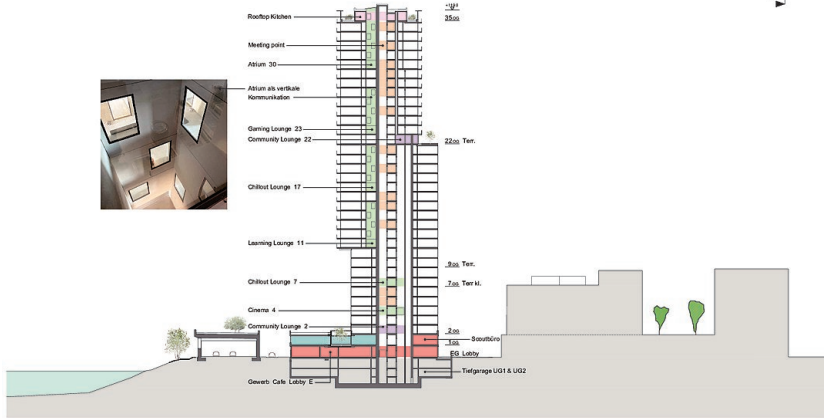 Rooftop Kitchen
35OG
Meeting point
Atrium 30
Atrium als vertikale
Kommunikation
Gaming Lounge 23
Community Lounge 22
22OG Terr.
Chillout Lounge 17
Learning Lounge 11
9OG Terr.
Chillout Lounge 7
7OG Terr kl.
Cinema 4
Community Lounge 2
2OG
Scoutbüro
1OG
EG Lobby
Tiefgarage UG1 & UG2
Gewerb Cafe Lobby E